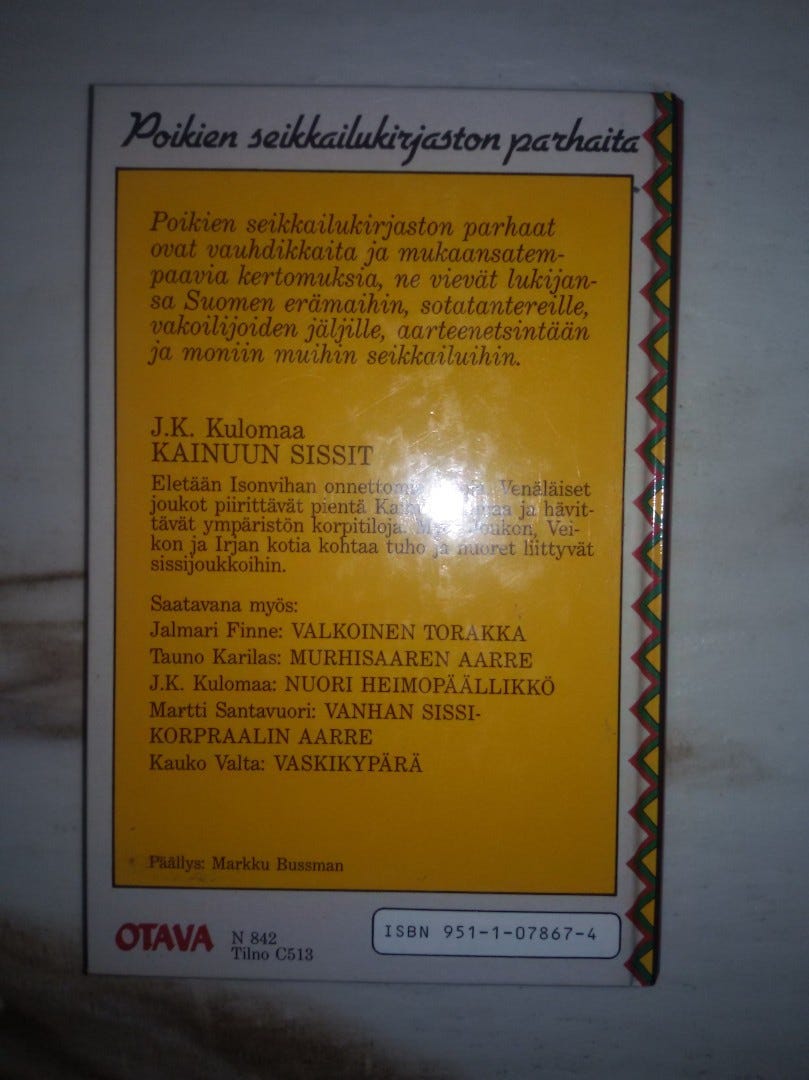 Poikien seikkailukirjaston parhaita
Poikien seikkailukirjaston parhaat
ovat vauhdikkaita ja mukaansatem-
paavia kertomuksia, ne vievät lukijan-
sa Suomen erämaihin, sotatantereille,
vakoilijoiden jäljille, aarteenetsintään
ja moniin muihin seikkailuihin.
J.K. Kulomaa
KAINUUN SISSIT
Eletään Isonvihan Venäläiset
joukot piirittävät pientä ja hävit-
tävät ympäristön korpitiloja. Joukon, Vei-
kon ja Irjan kotia kohtaa tuho ja nuoret liittyvät
sissijoukkoihin.
Saatavana myös:
Jalmari Finne: VALKOINEN TORAKKA
Tauno Karilas: MURHISAAREN AARRE
J.K. Kulomaa: NUORI HEIMOPÄÄLLIKKÖ
Martti Santavuori: VANHAN SISSI-
KORPRAALIN AARRE
Kauko Valta: VASKIKYPÄRÄ
Päällys: Markku Bussman
OTAVA
N 842
Tilno C513
ISBN 951-1-07867-4